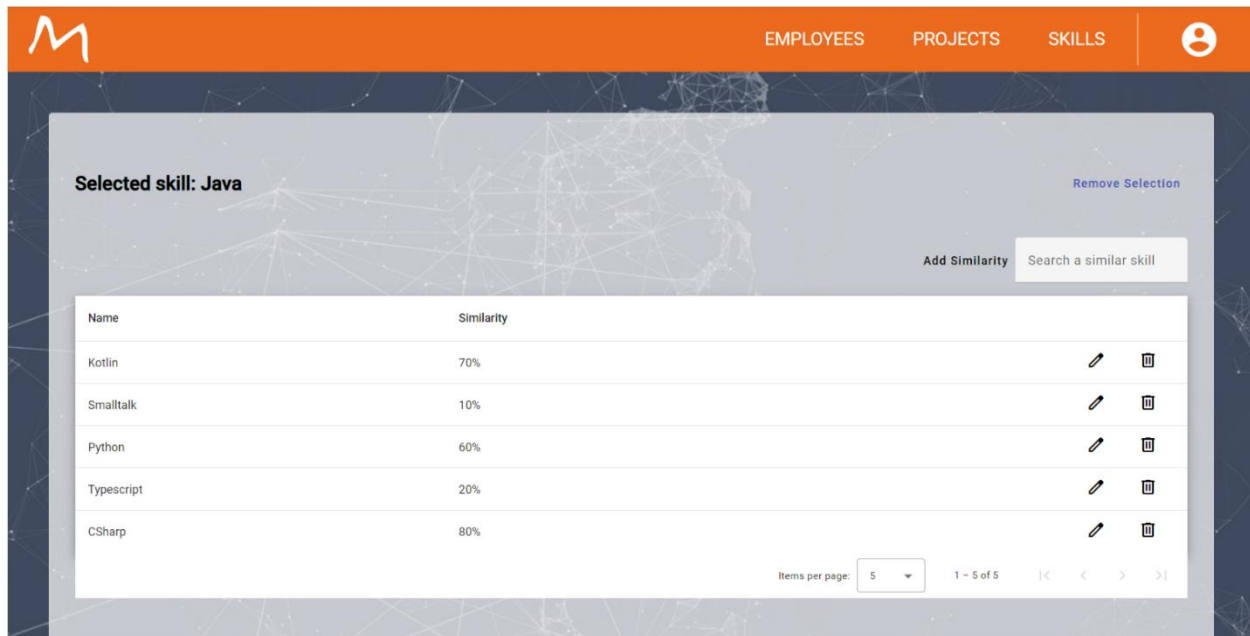 EMPLOYEES PROJECTS SKILLS
Selected skill: Java
Remove Selection
Add Similarity Search a similar skill
Name Similarity
Kotlin 70%
Smalltalk 10%
Python 60%
Typescript 20%
CSharp 80%
Items per page: 5 1 – 5 of 5